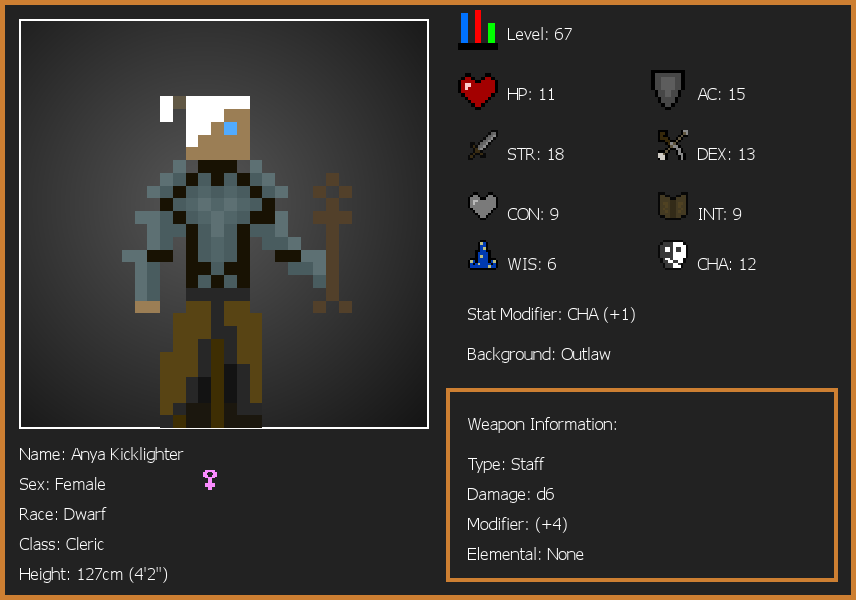 Level: 67
HP: 11
AC: 15
STR: 18
DEX: 13
CON: 9
INT: 9
WIS: 6
CHA: 12
Stat Modifier: CHA (+1)
Background: Outlaw
Weapon Information:
Type: Staff
Damage: d6
Modifier: (+4)
Elemental: None
Name: Anya Kicklighter
Sex: Female
Race: Dwarf
Class: Cleric
Height: 127cm (4'2")